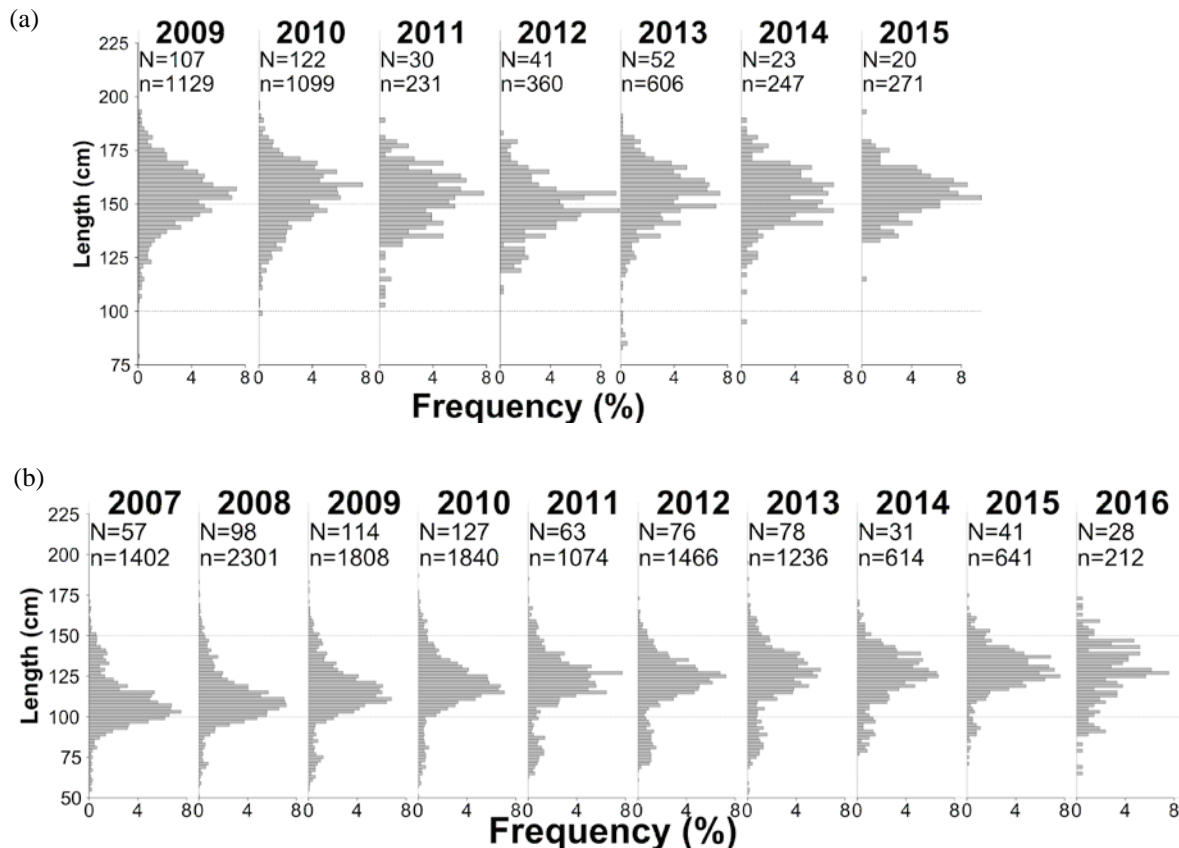 (a)
2009 2010 2011 2012 2013 2014 2015
N=107 N=122 N=30 N=41 N=52 N=23 N=20
n=1129 n=1099 n=231 n=360 n=606 n=247 n=271
225
200
175
150
125
100
75
Length (cm)
0 4 8 0 4 8 0 4 8 0 4 8 0 4 8 0 4 8 0 4 8
Frequency (%)
(b)
2007 2008 2009 2010 2011 2012 2013 2014 2015 2016
N=57 N=98 N=114 N=127 N=63 N=76 N=78 N=31 N=41 N=28
n=1402 n=2301 n=1808 n=1840 n=1074 n=1466 n=1236 n=614 n=641 n=212
225
200
175
150
125
100
75
50
Length (cm)
0 4 8 0 4 8 0 4 8 0 4 8 0 4 8 0 4 8 0 4 8 0 4 8 0 4 8 0 4 8
Frequency (%)